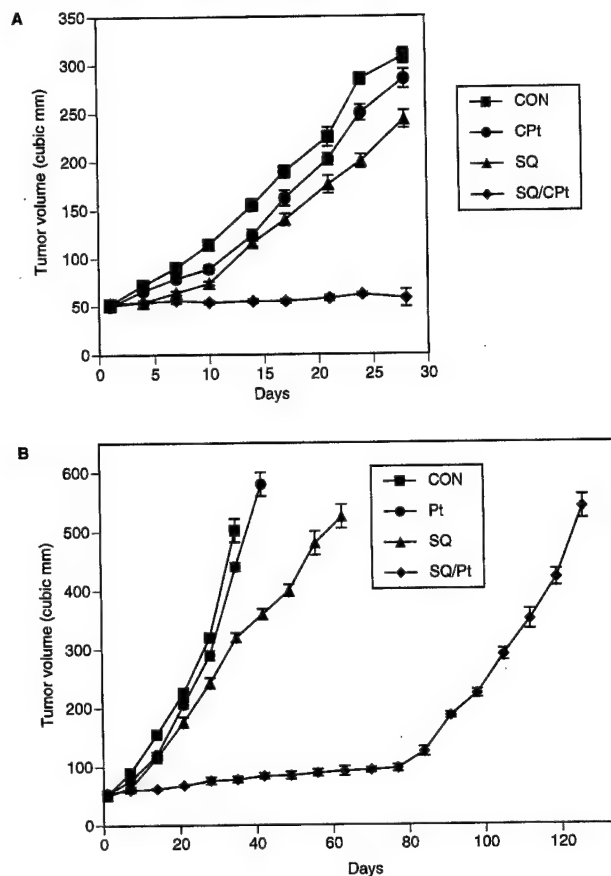 A
350
300
250
200
150
100
50
0
Tumor volume (cubic mm)
0 5 10 15 20 25 30
Days
CON
CPt
SQ
SQ/CPt
B
600
500
400
300
200
100
0
Tumor volume (cubic mm)
0 20 40 60 80 100 120
Days
CON
Pt
SQ
SQ/Pt